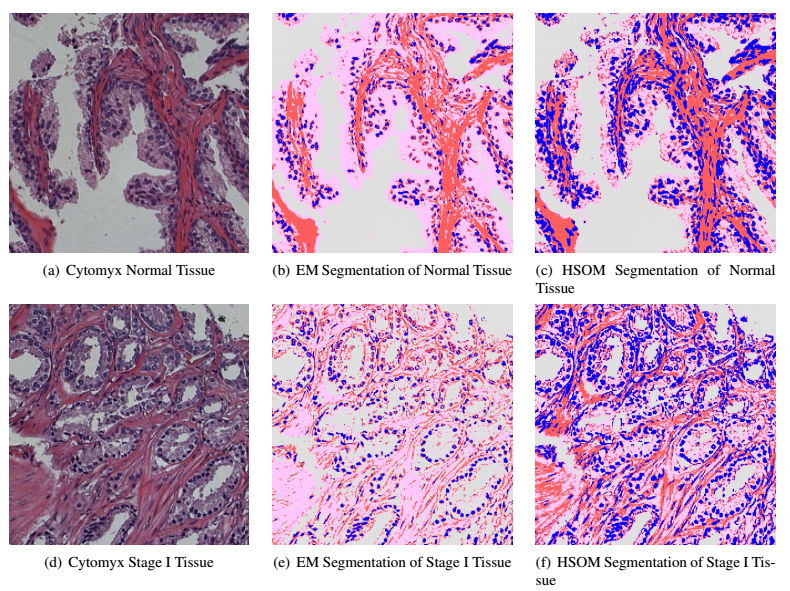 (a) Cytomyx Normal Tissue
(b) EM Segmentation of Normal Tissue
(c) HSOM Segmentation of Normal
Tissue
(d) Cytomyx Stage I Tissue
(e) EM Segmentation of Stage I Tissue
(f) HSOM Segmentation of Stage I Tis-
sue